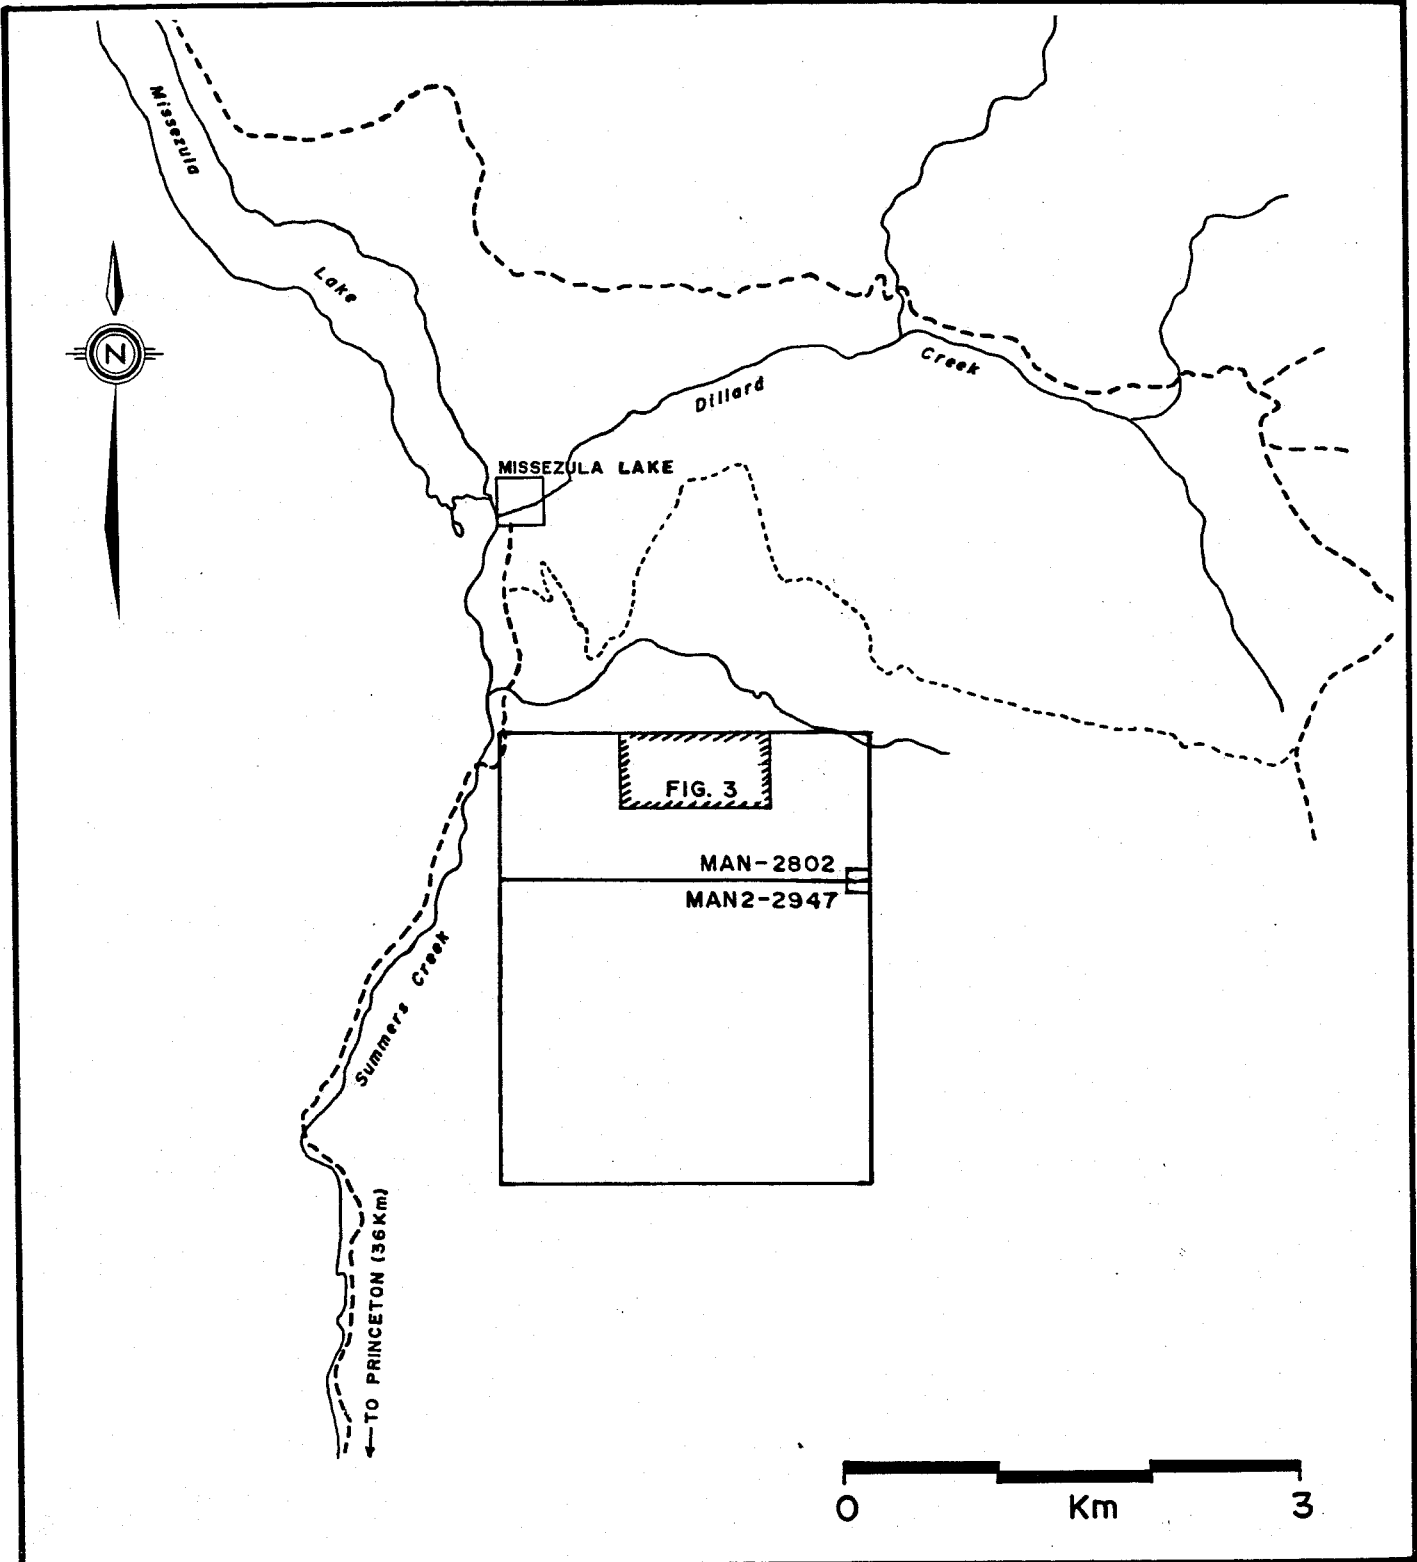 Missezula
Lake
N
Dillard
Creek
MISSEZULA LAKE
FIG. 3
MAN-2802
MAN2-2947
Summers Creek
TO PRINCETON (36Km)
0 Km 3